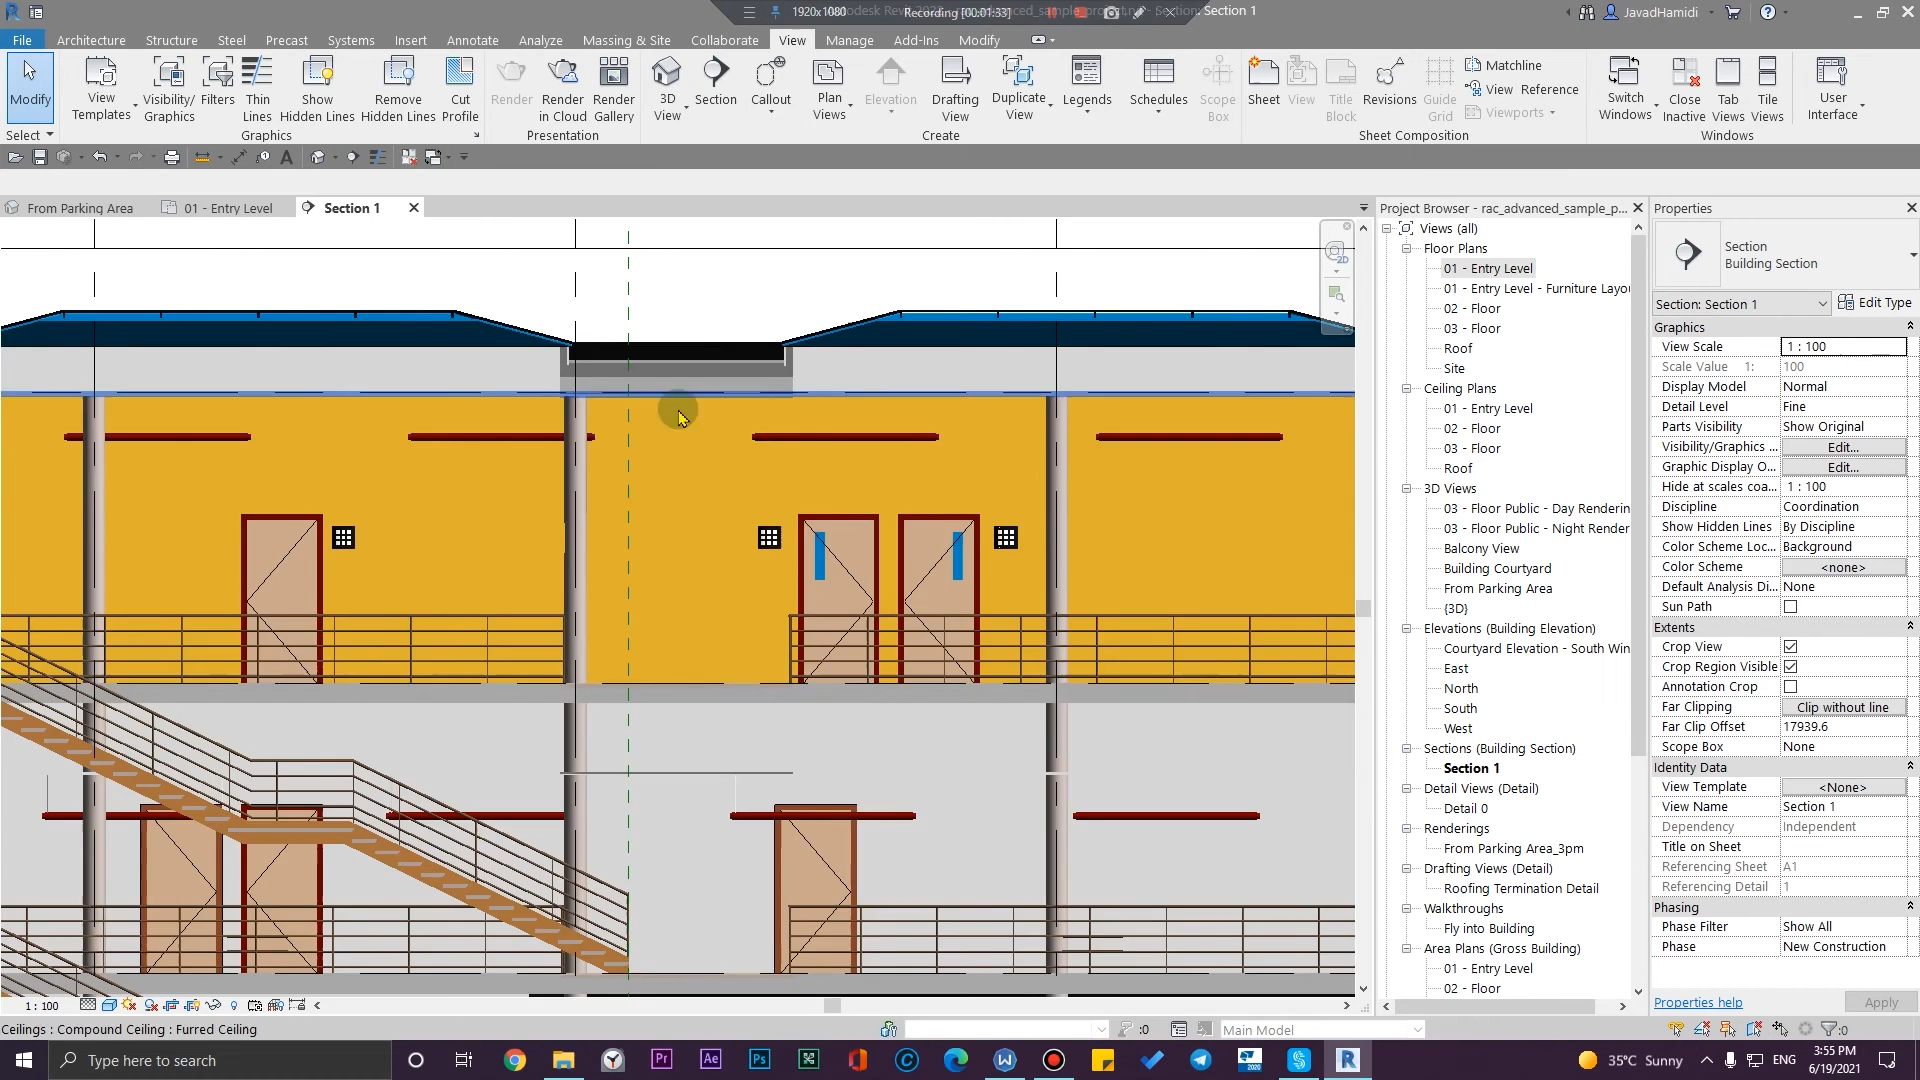 1920x1080
Recording [00:01:33]
Section 1
JavadHamidi
File Architecture Structure Steel Precast Systems Insert Annotate Analyze Massing & Site Collaborate View Manage Add-Ins Modify
Modify
View Templates
Visibility/ Graphics
Filters
Thin Lines
Show Hidden Lines
Remove Hidden Lines
Cut Profile
Render
Render in Cloud
Render Gallery
3D View
Section
Callout
Plan Views
Elevation
Drafting View
Duplicate View
Legends
Schedules
Scope Box
Sheet
View
Title Block
Revisions
Guide Grid
Matchline
View Reference
Viewports
Switch Windows
Close Inactive
Tab Views
Tile Views
User Interface
Select Graphics Presentation Create Sheet Composition Windows
From Parking Area
01 - Entry Level
Section 1
Project Browser - rac_advanced_sample_p...
Views (all)
Floor Plans
01 - Entry Level
01 - Entry Level - Furniture Layou
02 - Floor
03 - Floor
Roof
Site
Ceiling Plans
01 - Entry Level
02 - Floor
03 - Floor
Roof
3D Views
03 - Floor Public - Day Renderin
03 - Floor Public - Night Render
Balcony View
Building Courtyard
From Parking Area
{3D}
Elevations (Building Elevation)
Courtyard Elevation - South Win
East
North
South
West
Sections (Building Section)
Section 1
Detail Views (Detail)
Detail 0
Renderings
From Parking Area_3pm
Drafting Views (Detail)
Roofing Termination Detail
Walkthroughs
Fly into Building
Area Plans (Gross Building)
01 - Entry Level
02 - Floor
Properties
Section
Building Section
Section: Section 1
Edit Type
Graphics
View Scale 1 : 100
Scale Value 1: 100
Display Model Normal
Detail Level Fine
Parts Visibility Show Original
Visibility/Graphics ... Edit...
Graphic Display O... Edit...
Hide at scales coa... 1 : 100
Discipline Coordination
Show Hidden Lines By Discipline
Color Scheme Loc... Background
Color Scheme <none>
Default Analysis Di... None
Sun Path
Extents
Crop View
Crop Region Visible
Annotation Crop
Far Clipping Clip without line
Far Clip Offset 17939.6
Scope Box None
Identity Data
View Template <None>
View Name Section 1
Dependency Independent
Title on Sheet
Referencing Sheet A1
Referencing Detail 1
Phasing
Phase Filter Show All
Phase New Construction
Properties help
Apply
1 : 100
Ceilings : Compound Ceiling : Furred Ceiling
:0
Main Model
:0
Type here to search
35°C Sunny
ENG
3:55 PM
6/19/2021